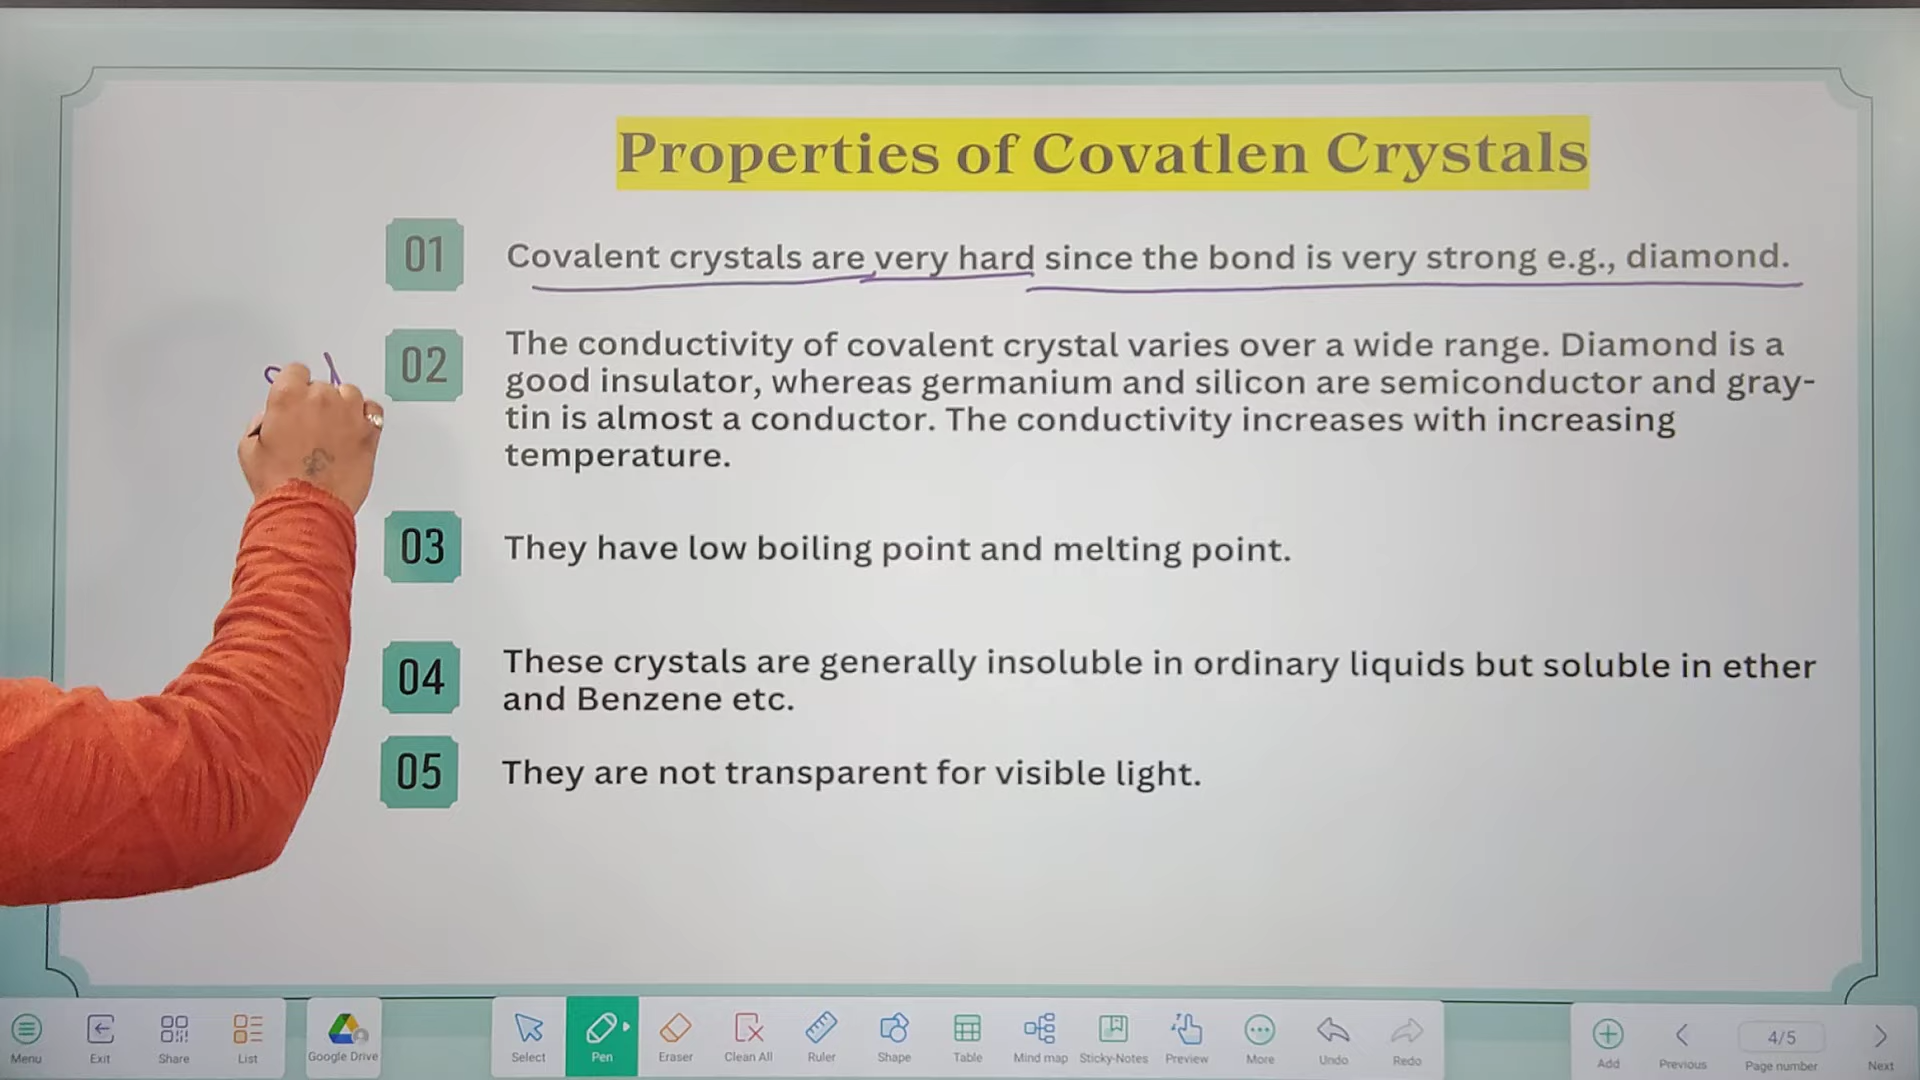 Properties of Covatlen Crystals
01
Covalent crystals are very hard since the bond is very strong e.g., diamond.
02
The conductivity of covalent crystal varies over a wide range. Diamond is a
good insulator, whereas germanium and silicon are semiconductor and gray-
tin is almost a conductor. The conductivity increases with increasing
temperature.
03
They have low boiling point and melting point.
04
These crystals are generally insoluble in ordinary liquids but soluble in ether
and Benzene etc.
05
They are not transparent for visible light.
Menu
Exit
Share
List
Google Drive
Select
Pen
Eraser
Clean All
Ruler
Shape
Table
Mind map
Sticky-Notes
Preview
More
Undo
Redo
Add
Previous
4/5
Page number
Next